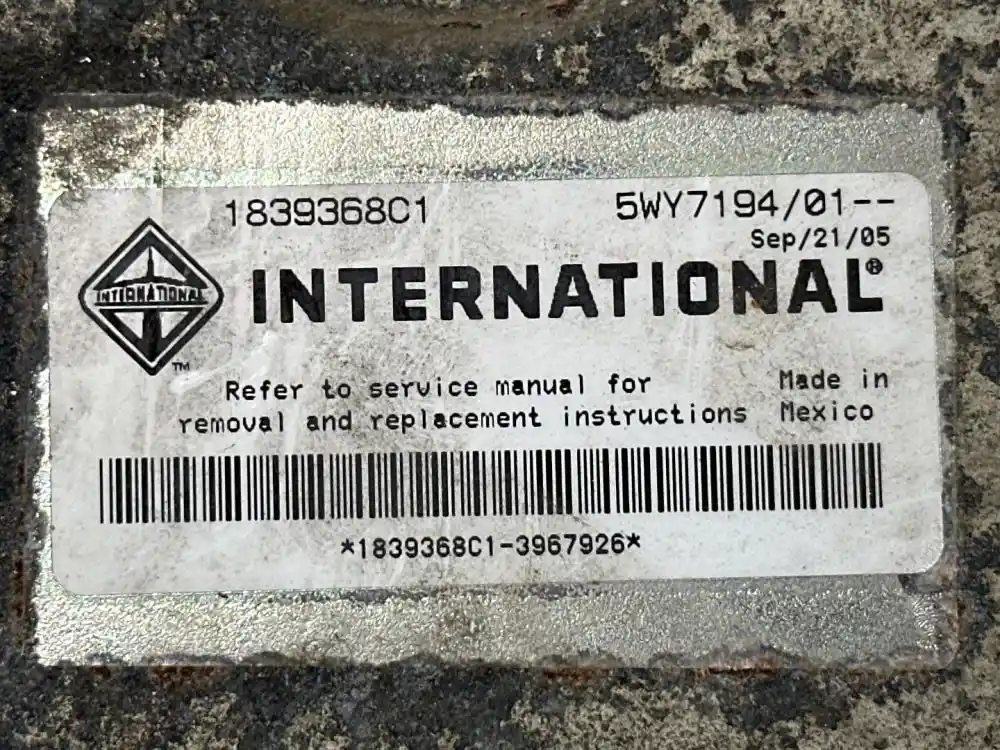 1839368C1
5WY7194/01--
Sep/21/05
INTERNATIONAL
INTERNATIONAL®
TM
Refer to service manual for
removal and replacement instructions
Made in
Mexico
*1839368C1-3967926*